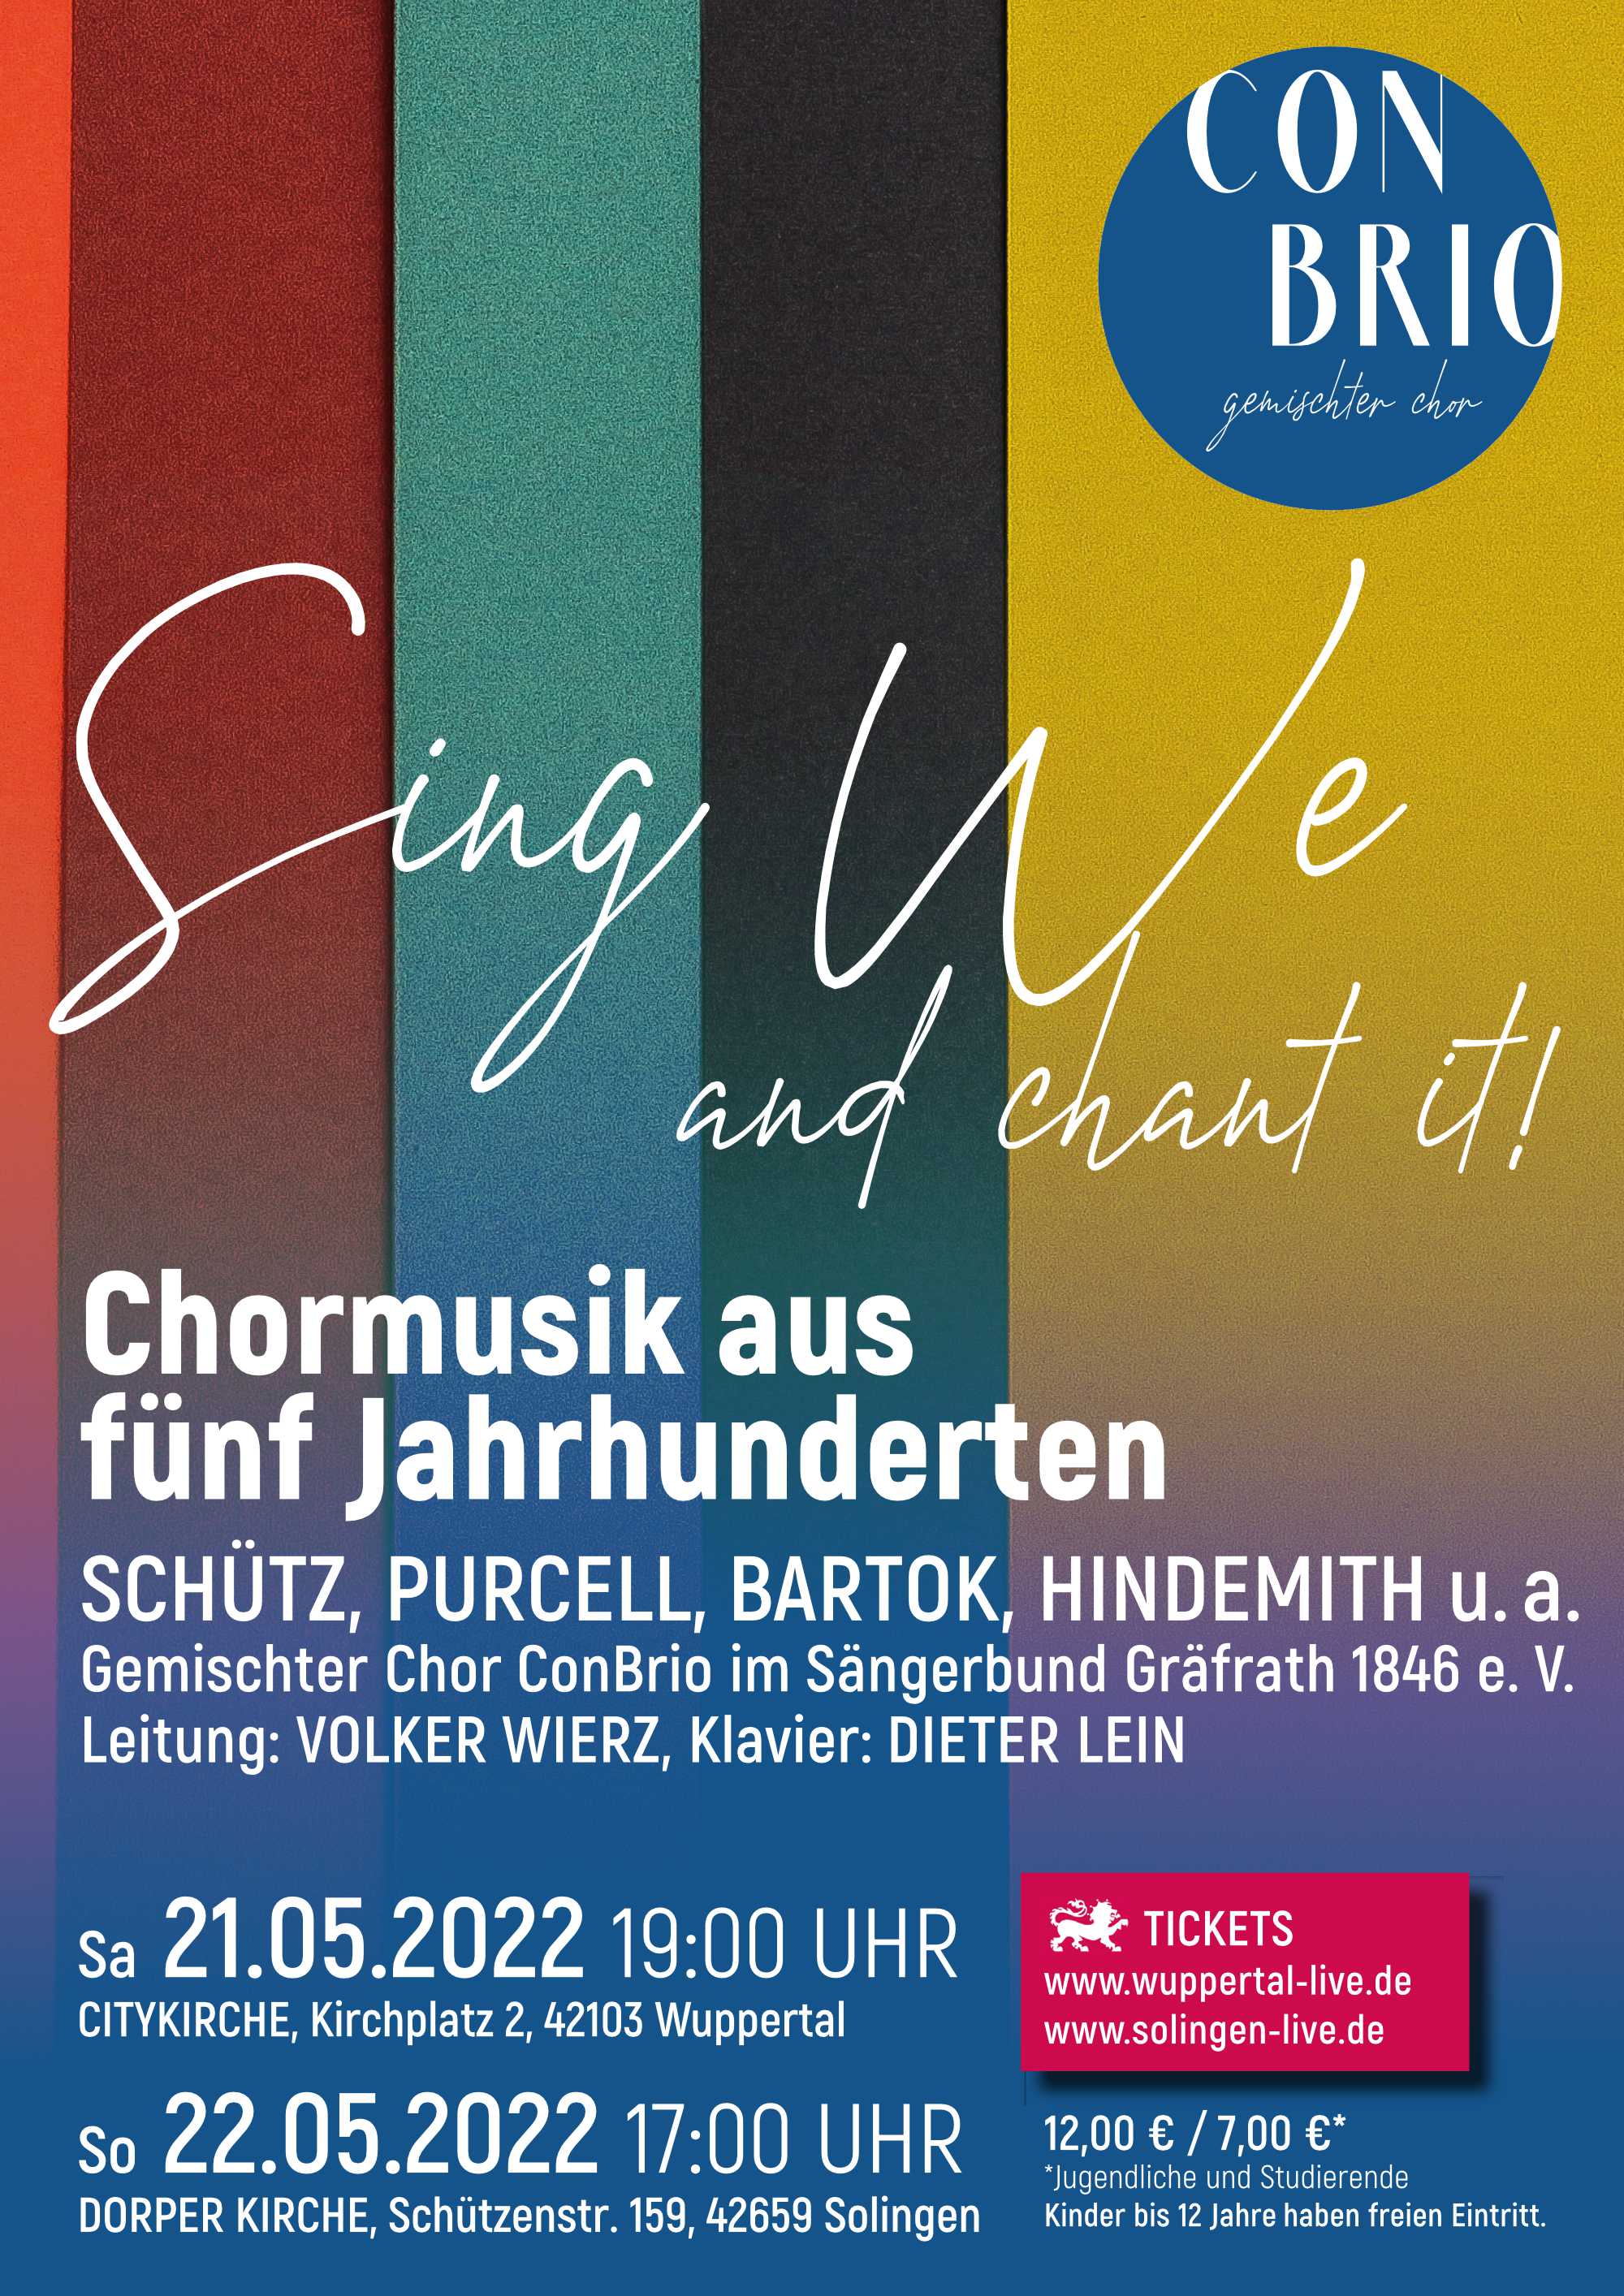 CON
BRIO
gemischter chor
Sing We
and chant it!
Chormusik aus
fünf Jahrhunderten
SCHÜTZ, PURCELL, BARTOK, HINDEMITH u. a.
Gemischter Chor ConBrio im Sängerbund Gräfrath 1846 e. V.
Leitung: VOLKER WIERZ, Klavier: DIETER LEIN
Sa 21.05.2022 19:00 UHR
CITYKIRCHE, Kirchplatz 2, 42103 Wuppertal
So 22.05.2022 17:00 UHR
DORPER KIRCHE, Schützenstr. 159, 42659 Solingen
TICKETS
www.wuppertal-live.de
www.solingen-live.de
12,00 € / 7,00 €*
*Jugendliche und Studierende
Kinder bis 12 Jahre haben freien Eintritt.